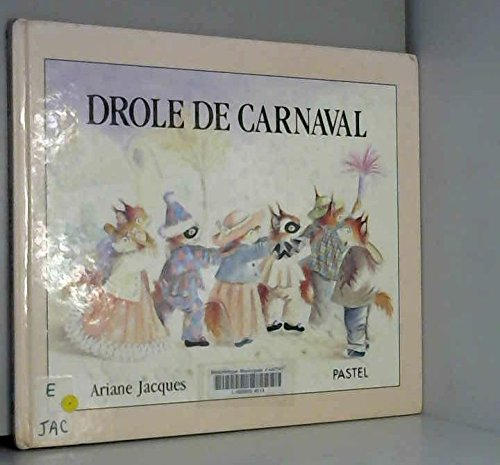 DROLE DE CARNAVAL
Ariane Jacques
PASTEL
E
JAC